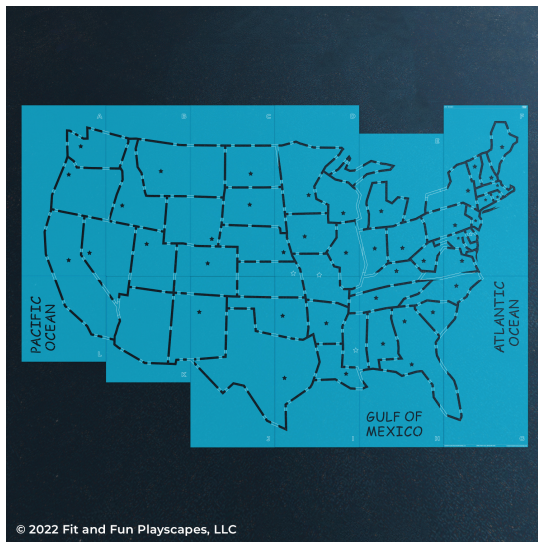 A
B
C
E
F
PACIFIC
OCEAN
ATLANTIC
OCEAN
L
K
GULF OF
MEXICO
J
I
H
G
© 2022 Fit and Fun Playscapes, LLC